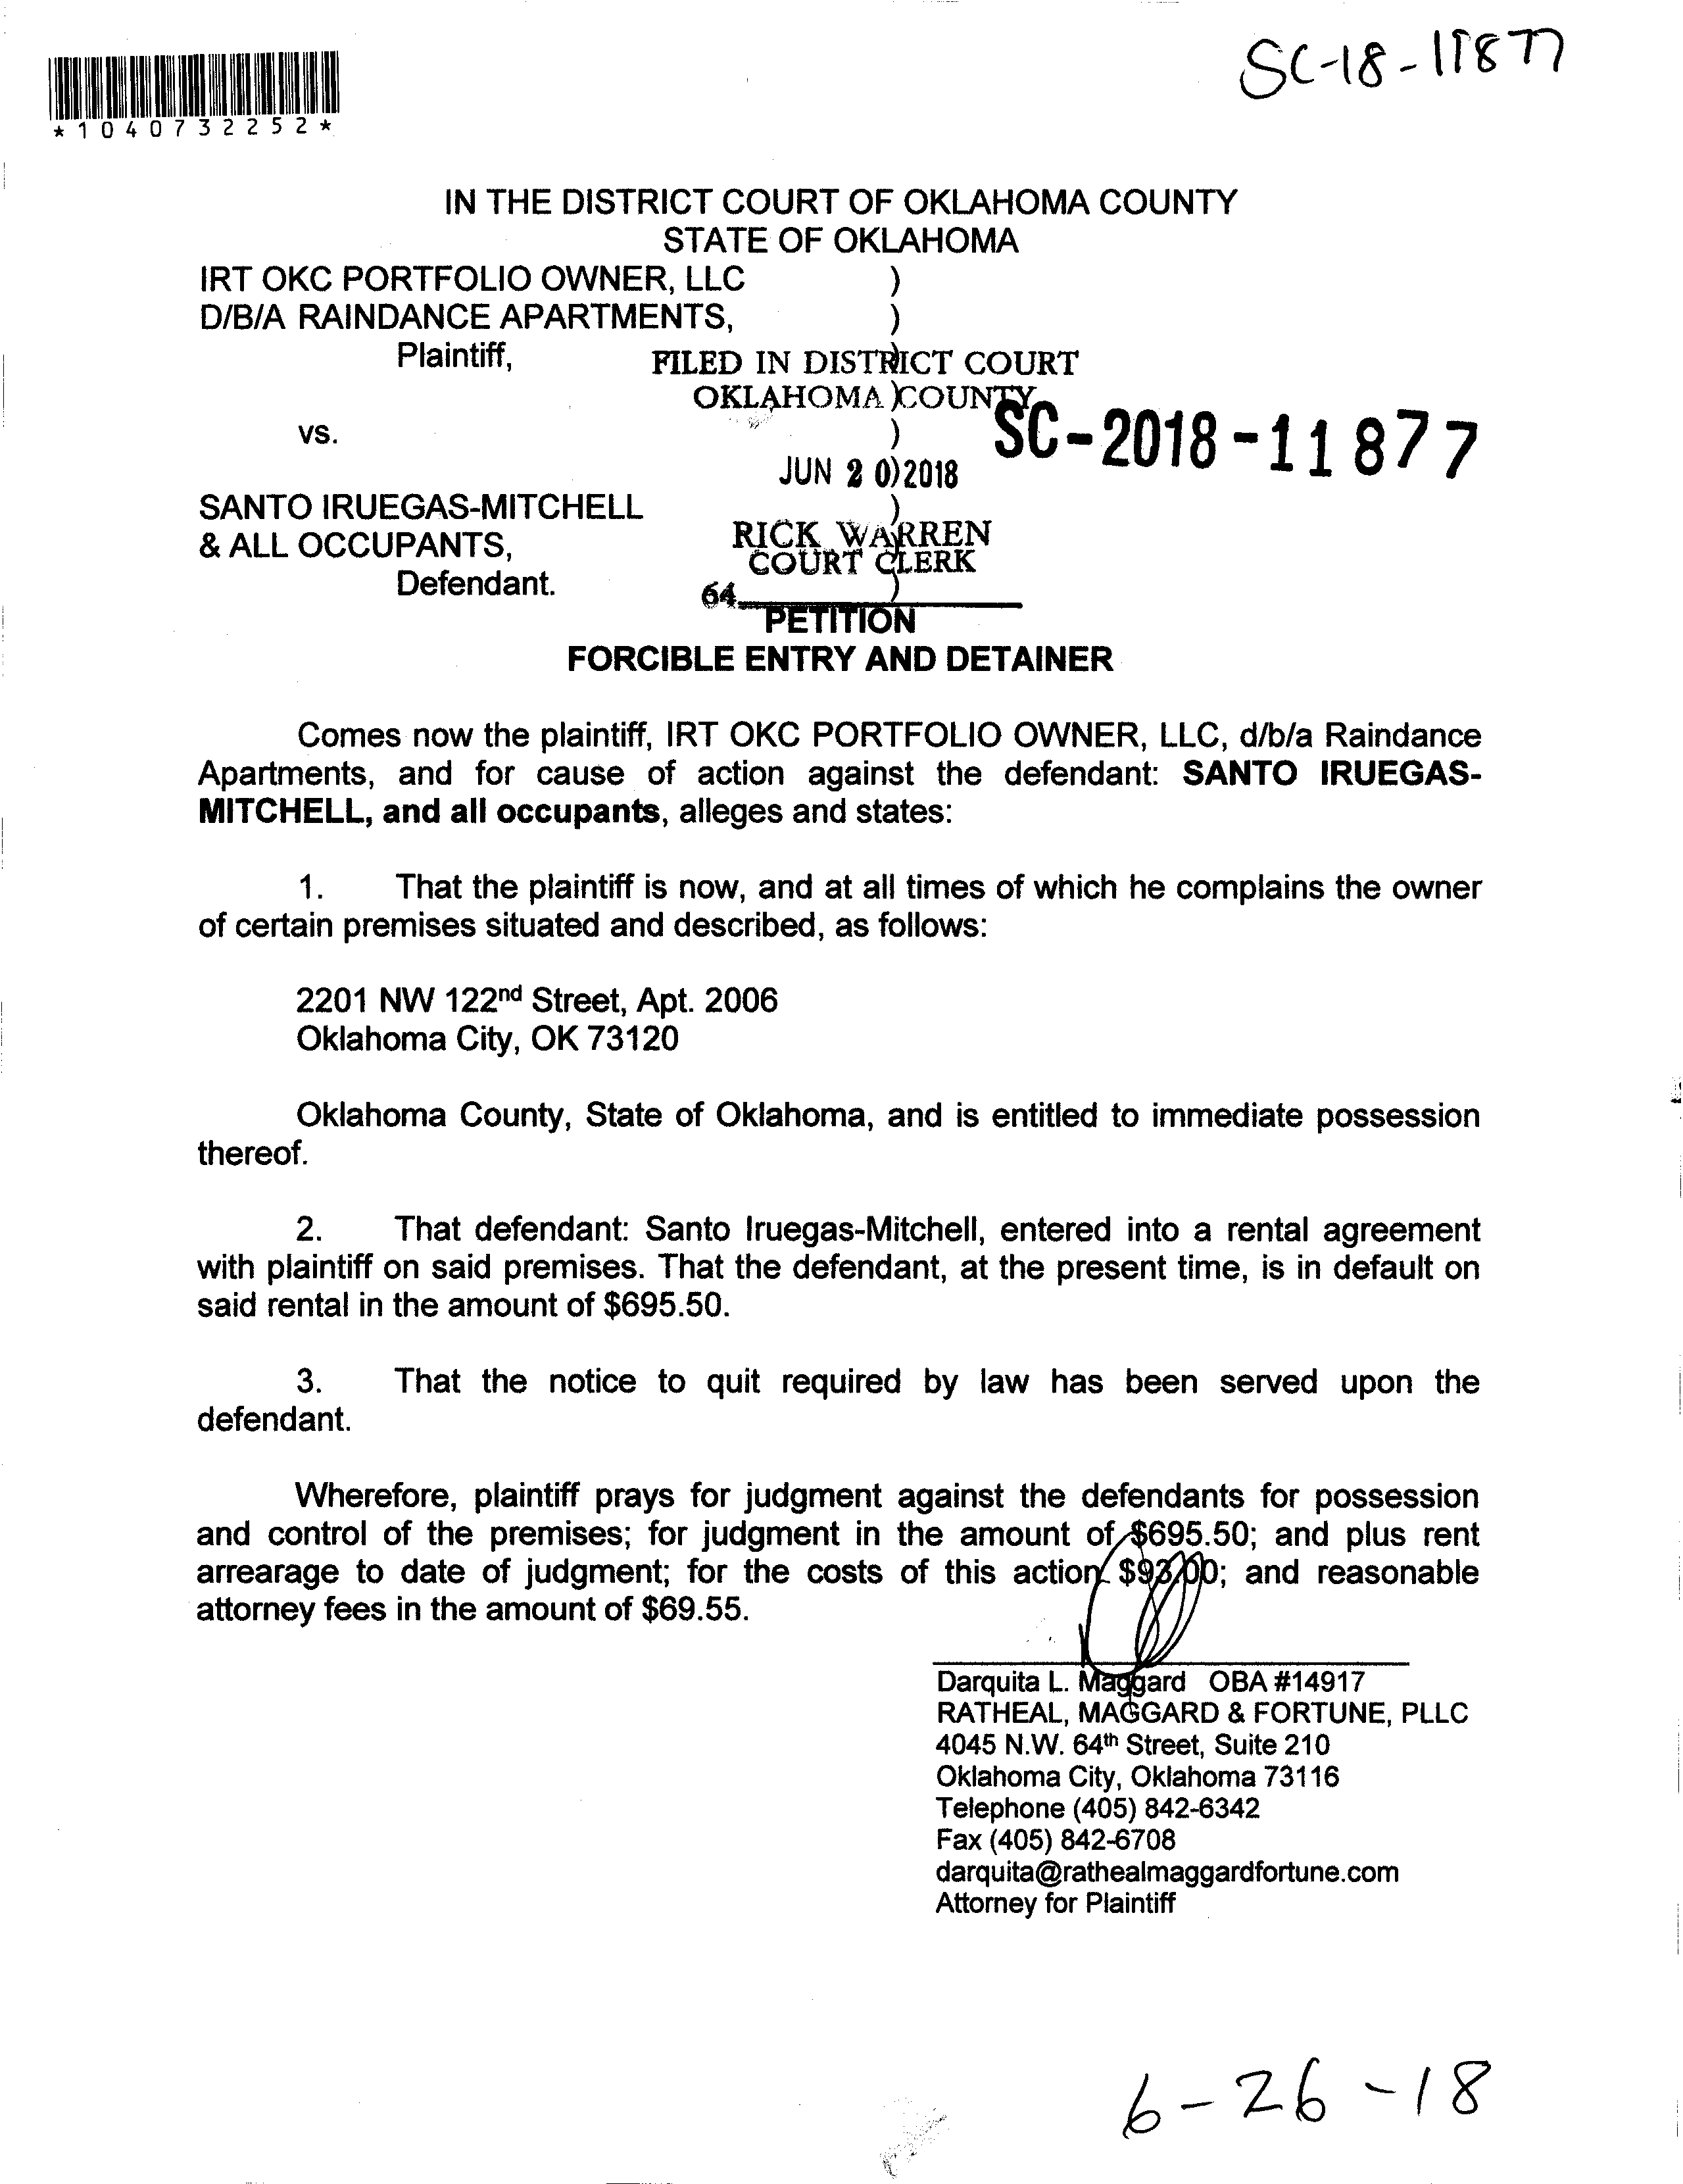 SC-18-11877
*1040732252*
IN THE DISTRICT COURT OF OKLAHOMA COUNTY
STATE OF OKLAHOMA
IRT OKC PORTFOLIO OWNER, LLC )
D/B/A RAINDANCE APARTMENTS, )
Plaintiff,
FILED IN DISTRICT COURT
OKLAHOMA COUNTY
)
vs. )
SC-2018-11877
JUN 20 2018
)
SANTO IRUEGAS-MITCHELL )
& ALL OCCUPANTS,
RICK WARREN
COURT CLERK
Defendant. )
64
PETITION
FORCIBLE ENTRY AND DETAINER
Comes now the plaintiff, IRT OKC PORTFOLIO OWNER, LLC, d/b/a Raindance
Apartments, and for cause of action against the defendant: SANTO IRUEGAS-
MITCHELL, and all occupants, alleges and states:
1. That the plaintiff is now, and at all times of which he complains the owner
of certain premises situated and described, as follows:
2201 NW 122nd Street, Apt. 2006
Oklahoma City, OK 73120
Oklahoma County, State of Oklahoma, and is entitled to immediate possession
thereof.
2. That defendant: Santo Iruegas-Mitchell, entered into a rental agreement
with plaintiff on said premises. That the defendant, at the present time, is in default on
said rental in the amount of $695.50.
3. That the notice to quit required by law has been served upon the
defendant.
Wherefore, plaintiff prays for judgment against the defendants for possession
and control of the premises; for judgment in the amount of $695.50; and plus rent
arrearage to date of judgment; for the costs of this action $93.00; and reasonable
attorney fees in the amount of $69.55.
Darquita L. Maggard OBA #14917
RATHEAL, MAGGARD & FORTUNE, PLLC
4045 N.W. 64th Street, Suite 210
Oklahoma City, Oklahoma 73116
Telephone (405) 842-6342
Fax (405) 842-6708
darquita@rathealmaggardfortune.com
Attorney for Plaintiff
6-26-18